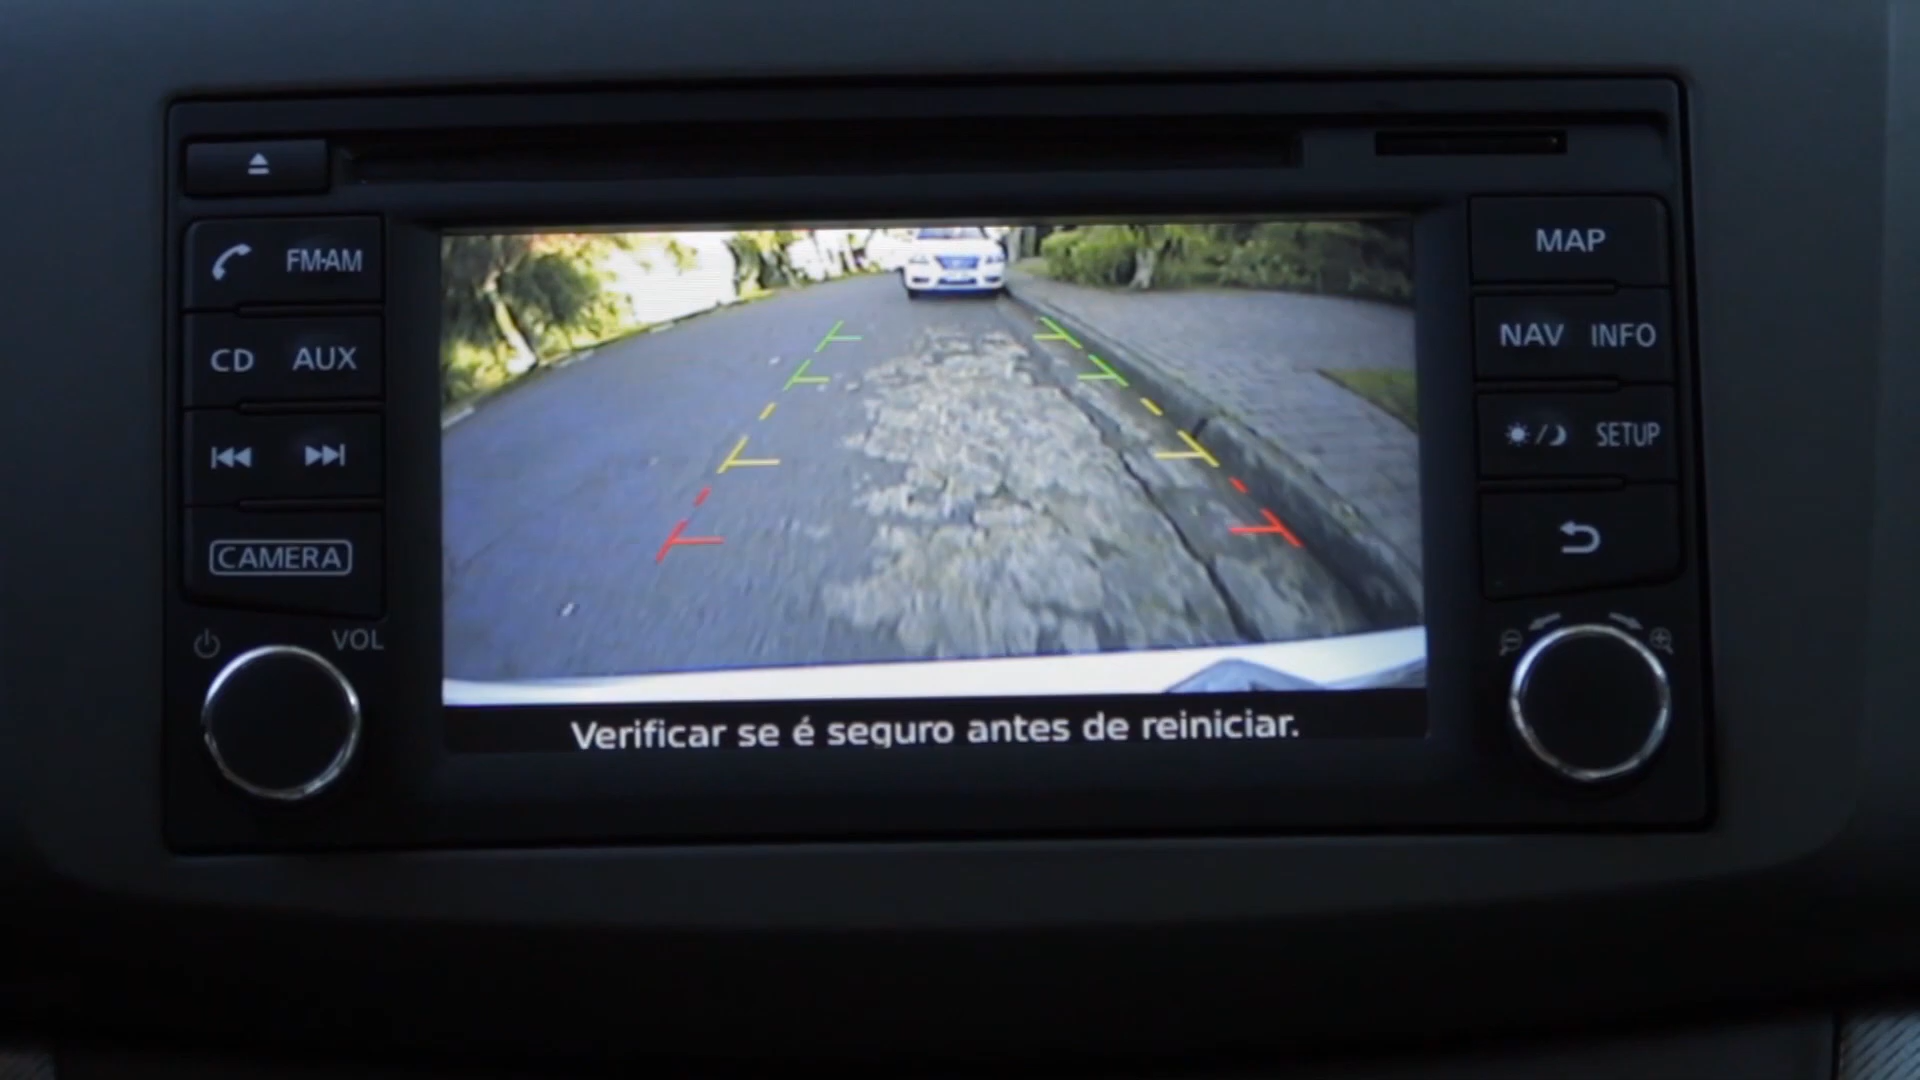 FM-AM
MAP
CD AUX
NAV INFO
SETUP
CAMERA
VOL
Verificar se é seguro antes de reiniciar.